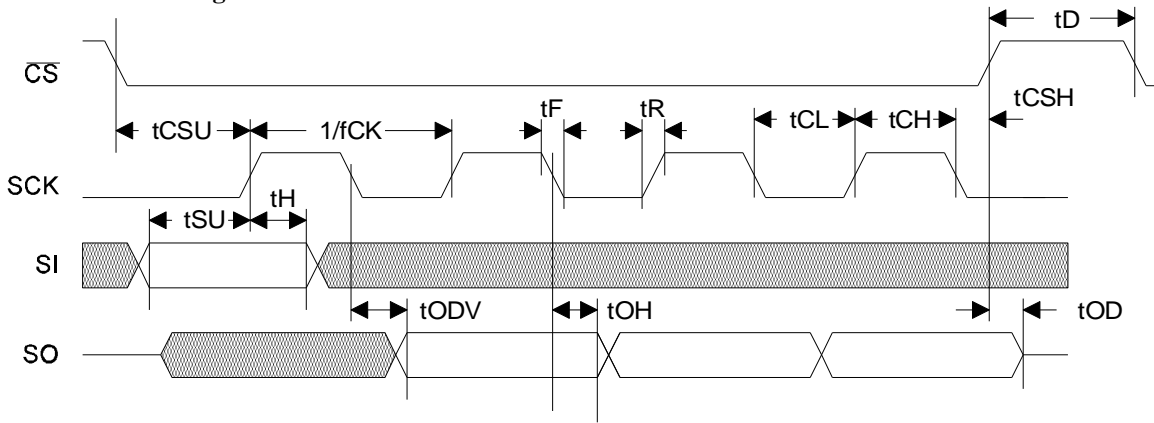 g
tD
CS
tCSH
tCSU
1/fCK
tF
tR
tCL
tCH
SCK
tSU
tH
SI
tODV
tOH
tOD
SO